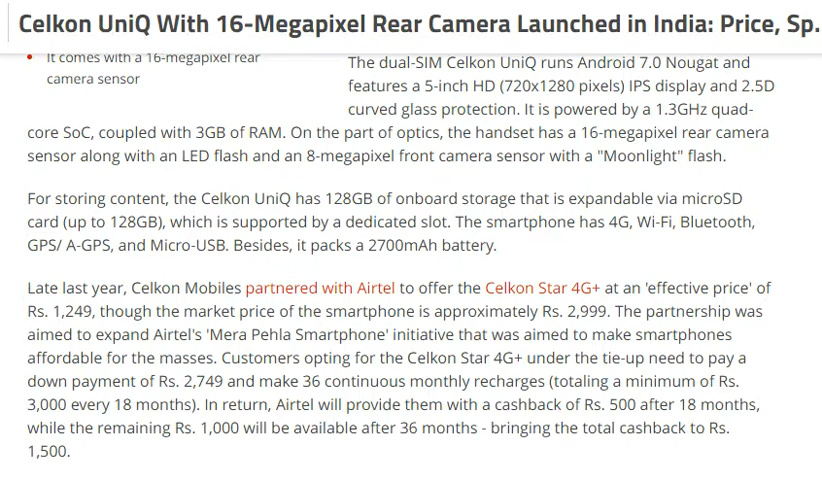 Celkon UniQ With 16-Megapixel Rear Camera Launched in India: Price, Sp.
It comes with a 16-megapixel rear
camera sensor
The dual-SIM Celkon UniQ runs Android 7.0 Nougat and
features a 5-inch HD (720x1280 pixels) IPS display and 2.5D
curved glass protection. It is powered by a 1.3GHz quad-
core SoC, coupled with 3GB of RAM. On the part of optics, the handset has a 16-megapixel rear camera
sensor along with an LED flash and an 8-megapixel front camera sensor with a "Moonlight" flash.
For storing content, the Celkon UniQ has 128GB of onboard storage that is expandable via microSD
card (up to 128GB), which is supported by a dedicated slot. The smartphone has 4G, Wi-Fi, Bluetooth,
GPS/ A-GPS, and Micro-USB. Besides, it packs a 2700mAh battery.
Late last year, Celkon Mobiles partnered with Airtel to offer the Celkon Star 4G+ at an 'effective price' of
Rs. 1,249, though the market price of the smartphone is approximately Rs. 2,999. The partnership was
aimed to expand Airtel's 'Mera Pehla Smartphone' initiative that was aimed to make smartphones
affordable for the masses. Customers opting for the Celkon Star 4G+ under the tie-up need to pay a
down payment of Rs. 2,749 and make 36 continuous monthly recharges (totaling a minimum of Rs.
3,000 every 18 months). In return, Airtel will provide them with a cashback of Rs. 500 after 18 months,
while the remaining Rs. 1,000 will be available after 36 months - bringing the total cashback to Rs.
1,500.